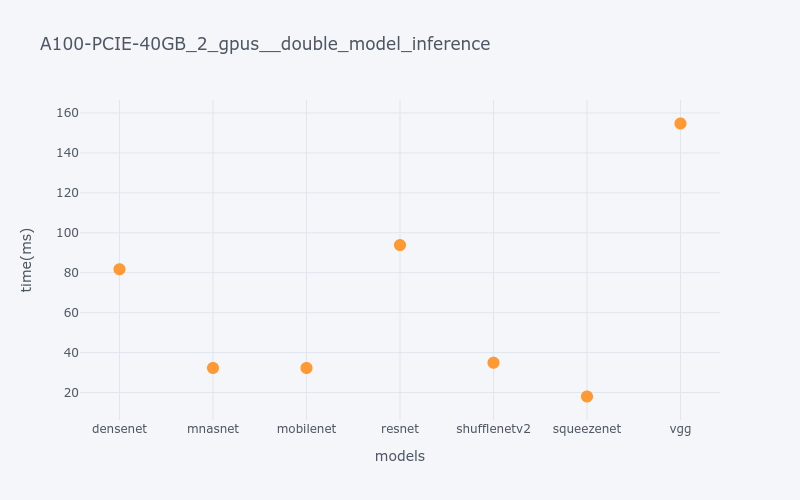 A100-PCIE-40GB_2_gpus__double_model_inference
160
140
120
100
80
60
40
20
time(ms)
densenet mnasnet mobilenet resnet shufflenetv2 squeezenet vgg
models